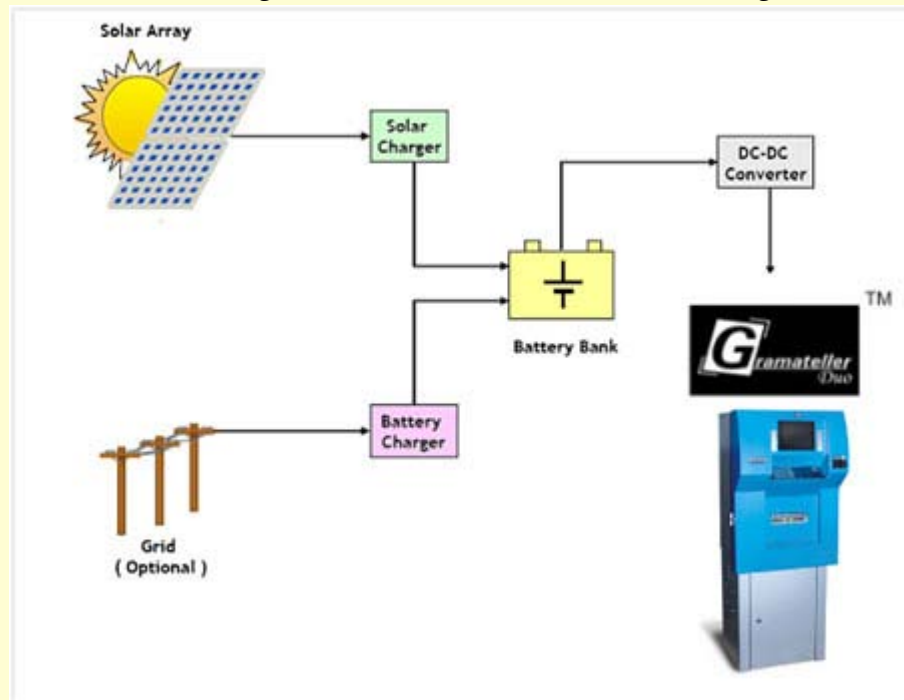 Solar Array
Solar
Charger
DC-DC
Converter
TM
Battery Bank
Gramateller
Duo
Battery
Charger
Grid
( Optional )